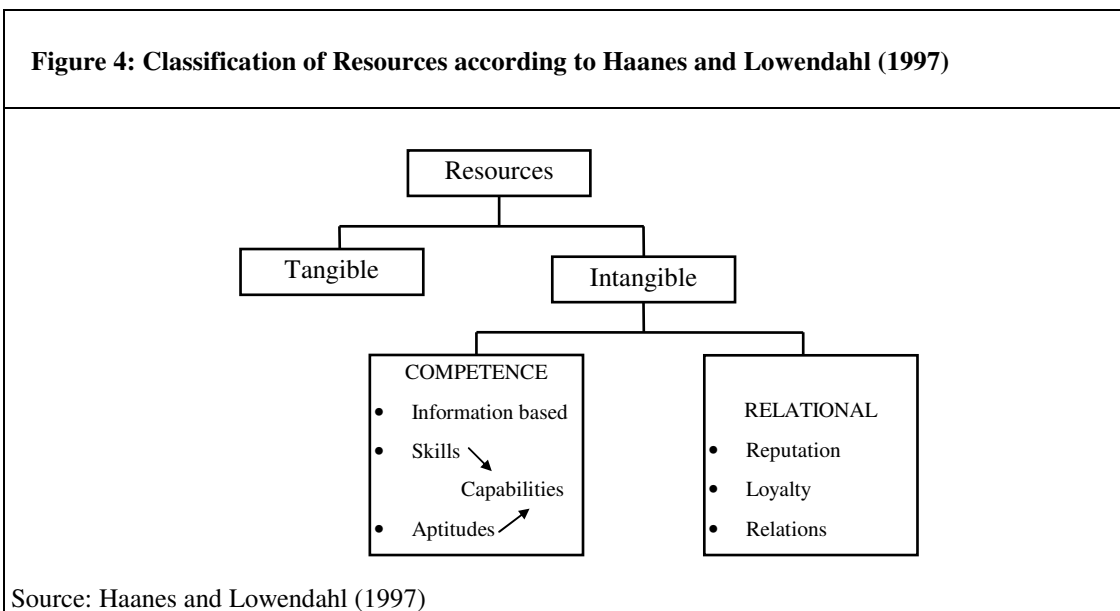 Figure 4: Classification of Resources according to Haanes and Lowendahl (1997)
Resources
Tangible
Intangible
COMPETENCE
• Information based
• Skills
Capabilities
• Aptitudes
RELATIONAL
• Reputation
• Loyalty
• Relations
Source: Haanes and Lowendahl (1997)